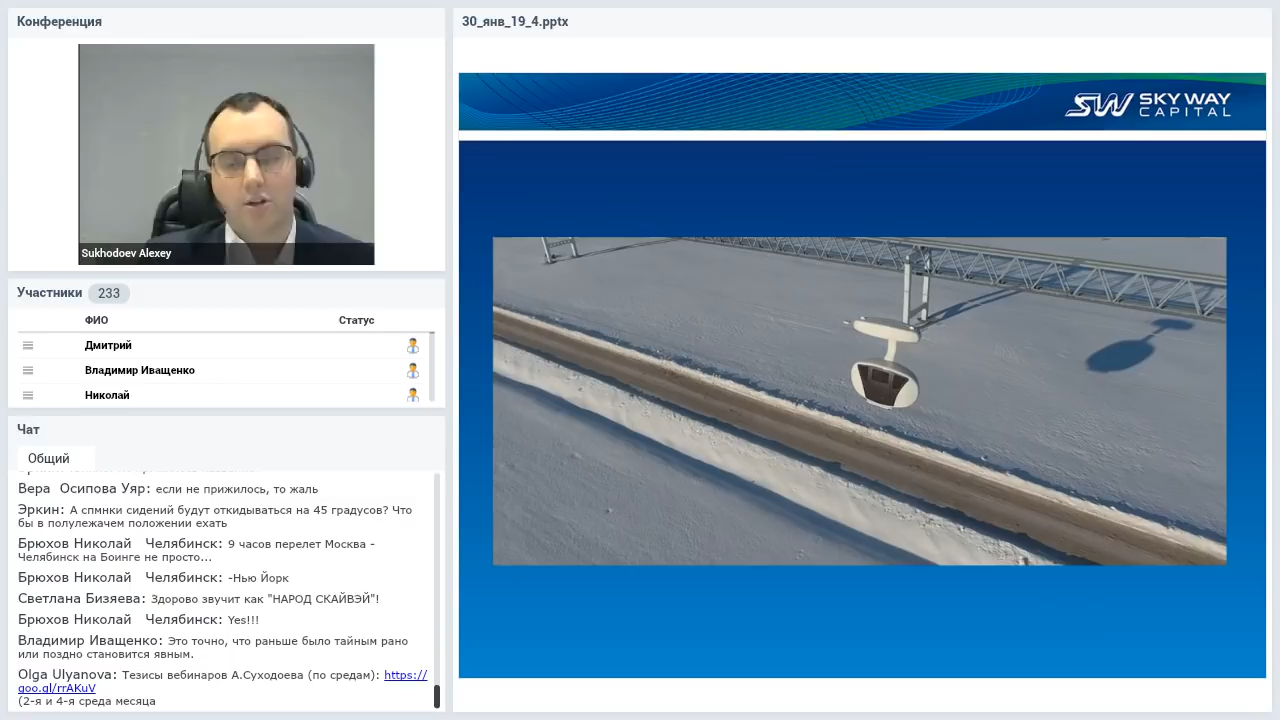 Конференция
Sukhodoev Alexey
Участники 233
ФИО Статус
Дмитрий
Владимир Иващенко
Николай
Чат
Общий
Вера Осипова Уяр: если не прижилось, то жаль
Эркин: А спмнки сидений будут откидываться на 45 градусов? Что
бы в полулежачем положении ехать
Брюхов Николай Челябинск: 9 часов перелет Москва -
Челябинск на Боинге не просто...
Брюхов Николай Челябинск: -Нью Йорк
Светлана Бизяева: Здорово звучит как "НАРОД СКАЙВЭЙ"!
Брюхов Николай Челябинск: Yes!!!
Владимир Иващенко: Это точно, что раньше было тайным рано
или поздно становится явным.
Olga Ulyanova: Тезисы вебинаров А.Суходоева (по средам): https://
goo.gl/rrAKuV
(2-я и 4-я среда месяца
30_янв_19_4.pptx
SW SKY WAY
CAPITAL